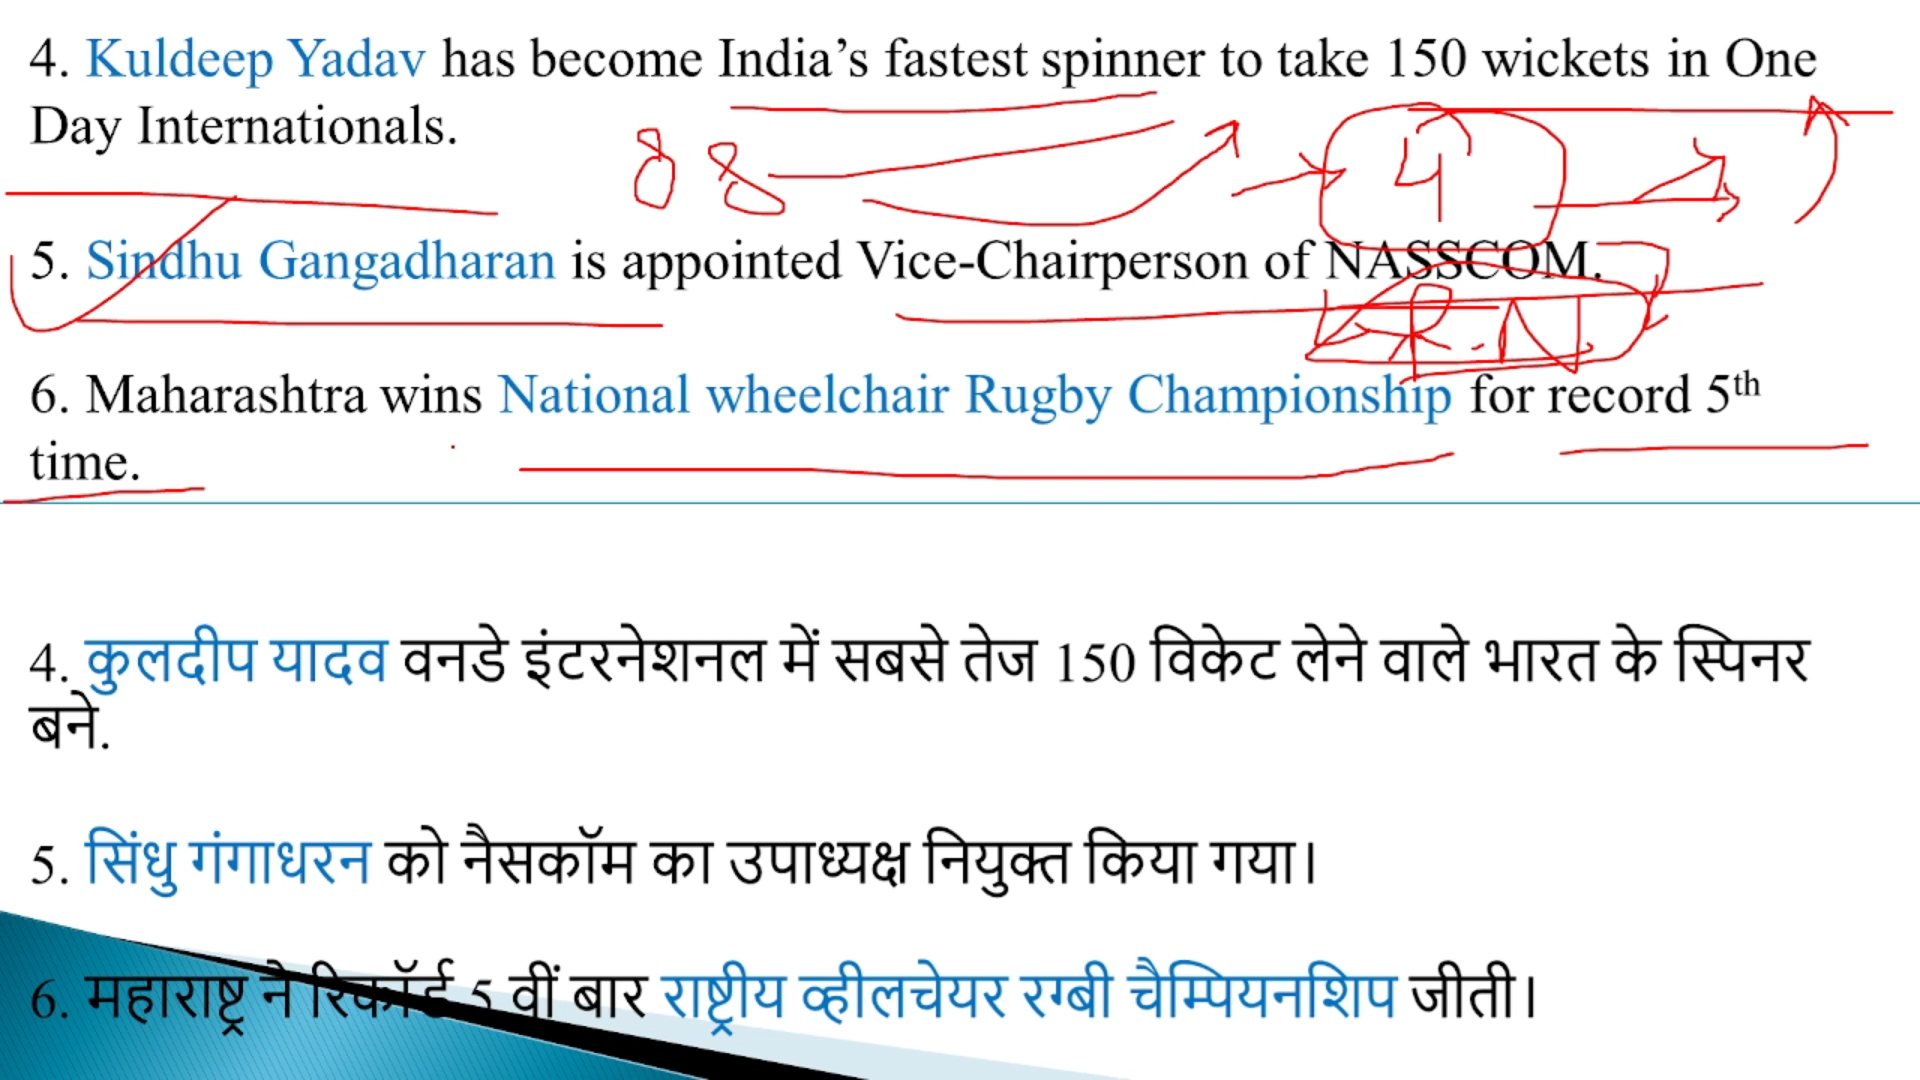 4. Kuldeep Yadav has become India’s fastest spinner to take 150 wickets in One
Day Internationals.
88
4
5. Sindhu Gangadharan is appointed Vice-Chairperson of NASSCOM.
R.N
6. Maharashtra wins National wheelchair Rugby Championship for record 5th
time.
4. कुलदीप यादव वनडे इंटरनेशनल में सबसे तेज 150 विकेट लेने वाले भारत के स्पिनर
बने.
5. सिंधु गंगाधरन को नैसकॉम का उपाध्यक्ष नियुक्त किया गया।
6. महाराष्ट्र ने रिकॉर्ड 5 वीं बार राष्ट्रीय व्हीलचेयर रग्बी चैम्पियनशिप जीती।